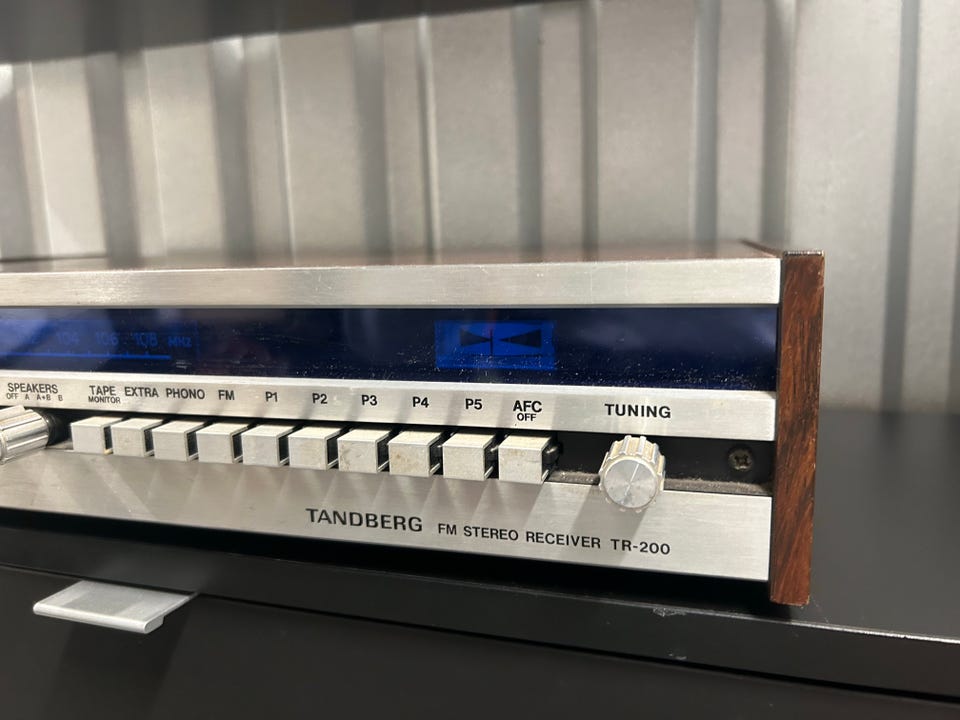 104 106 108 MHz
SPEAKERS
OFF A A+B B
TAPE
MONITOR
EXTRA
PHONO
FM
P1
P2
P3
P4
P5
AFC
OFF
TUNING
TANDBERG FM STEREO RECEIVER TR-200